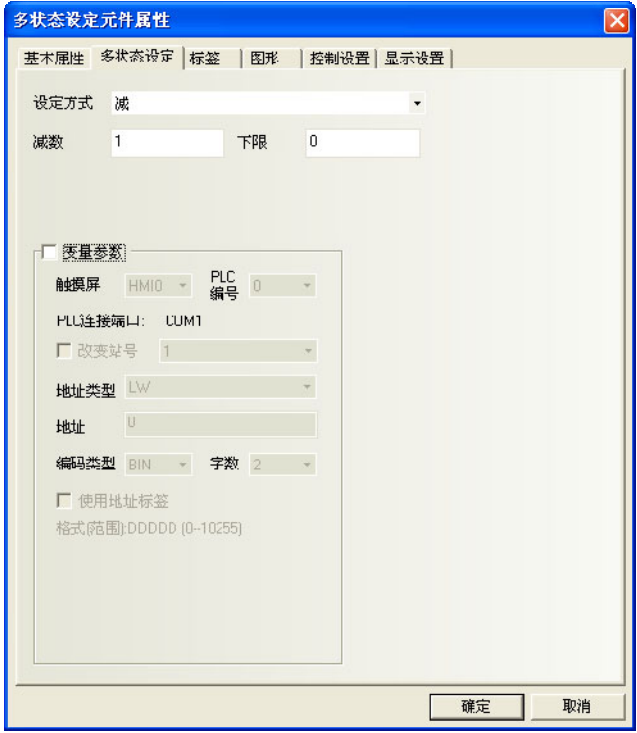 多状态设定元件属性
基本属性 多状态设定 标签 图形 控制设置 显示设置
设定方式 减
减数 1 下限 0
变量参数
触摸屏 HMI0 PLC编号 0
PLC连接端口: COM1
改变站号 1
地址类型 LW
地址 0
编码类型 BIN 字数 2
使用地址标签
格式(范围):DDDDD (0--10255)
确定 取消